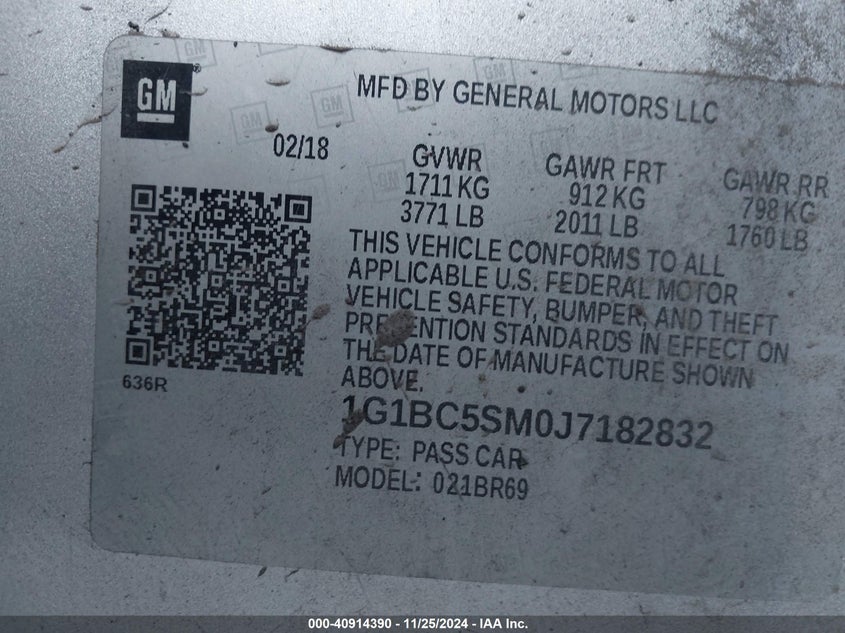 GM
MFD BY GENERAL MOTORS LLC
02/18
GVWR GAWR FRT GAWR RR
1711 KG 912 KG 798 KG
3771 LB 2011 LB 1760 LB
THIS VEHICLE CONFORMS TO ALL
APPLICABLE U.S. FEDERAL MOTOR
VEHICLE SAFETY, BUMPER, AND THEFT
PREVENTION STANDARDS IN EFFECT ON
THE DATE OF MANUFACTURE SHOWN
ABOVE.
636R
1G1BC5SM0J7182832
TYPE: PASS CAR
MODEL: 021BR69
000-40914390 - 11/25/2024 - IAA Inc.